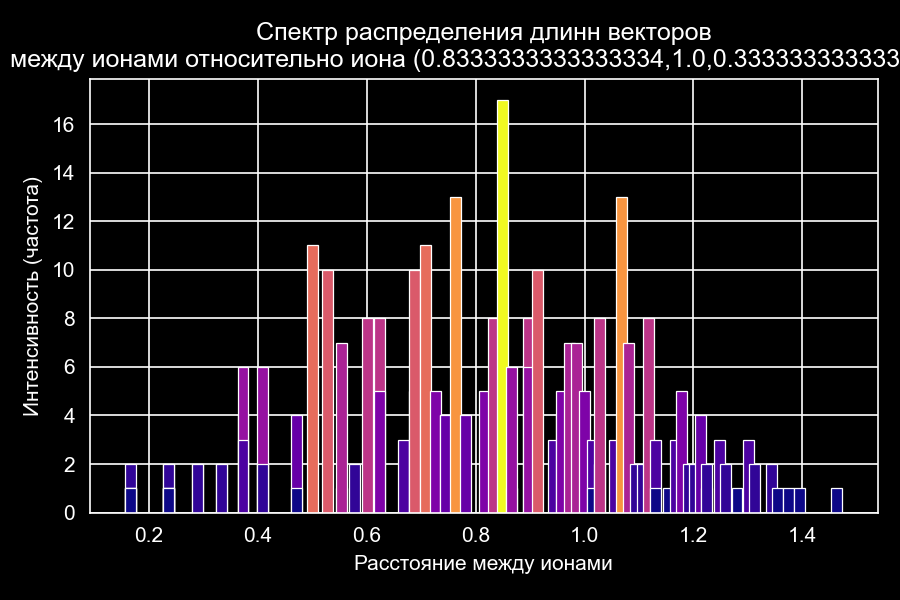 Спектр распределения длинн векторов
между ионами относительно иона (0.8333333333333334,1.0,0.333333333333
Интенсивность (частота)
16
14
12
10
8
6
4
2
0
0.2 0.4 0.6 0.8 1.0 1.2 1.4
Расстояние между ионами